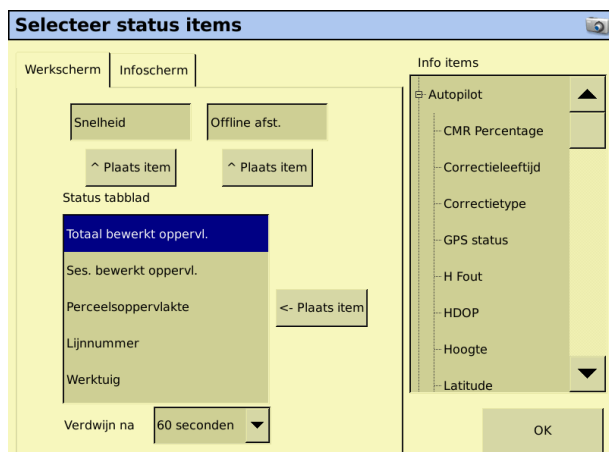 Selecteer status items
Werkscherm Infoscherm
Snelheid Offline afst.
^ Plaats item ^ Plaats item
Status tabblad
Totaal bewerkt oppervl.
Ses. bewerkt oppervl.
Perceelsoppervlakte
Lijnnummer
Werktuig
<- Plaats item
Verdwijn na 60 seconden
Info items
Autopilot
CMR Percentage
Correctieleeftijd
Correctietype
GPS status
H Fout
HDOP
Hoogte
Latitude
OK